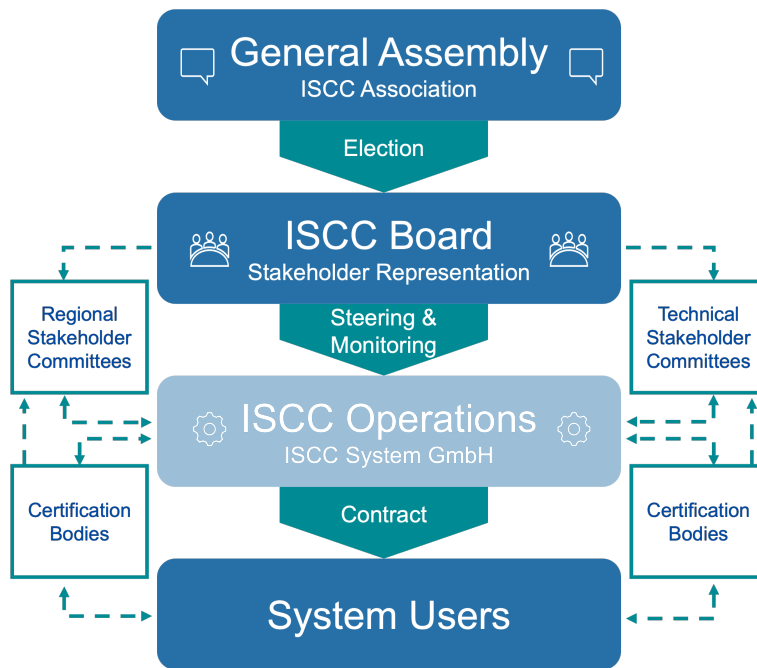 General Assembly
ISCC Association
Election
ISCC Board
Stakeholder Representation
Regional
Stakeholder
Committees
Steering &
Monitoring
Technical
Stakeholder
Committees
ISCC Operations
ISCC System GmbH
Certification
Bodies
Contract
Certification
Bodies
System Users